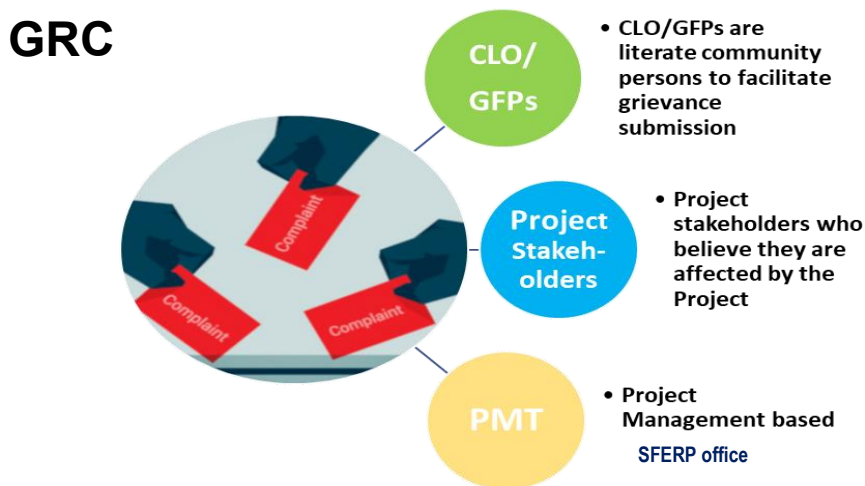 GRC
CLO/
GFPs
• CLO/GFPs are
literate community
persons to facilitate
grievance
submission
Complaint
Complaint
Complaint
Project
Stakeh-
olders
• Project
stakeholders who
believe they are
affected by the
Project
PMT
• Project
Management based
SFERP office